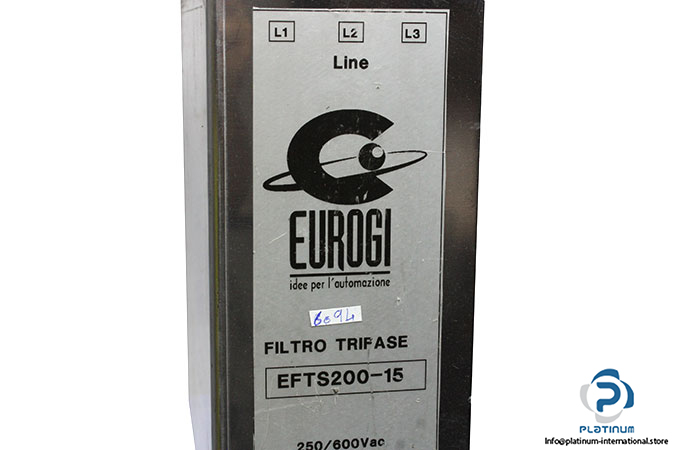 L1 L2 L3
Line
EUROGI
idee per l'automazione
6094
FILTRO TRIFASE
EFTS200-15
250/600Vac
PLATINUM
Info@platinum-international.store